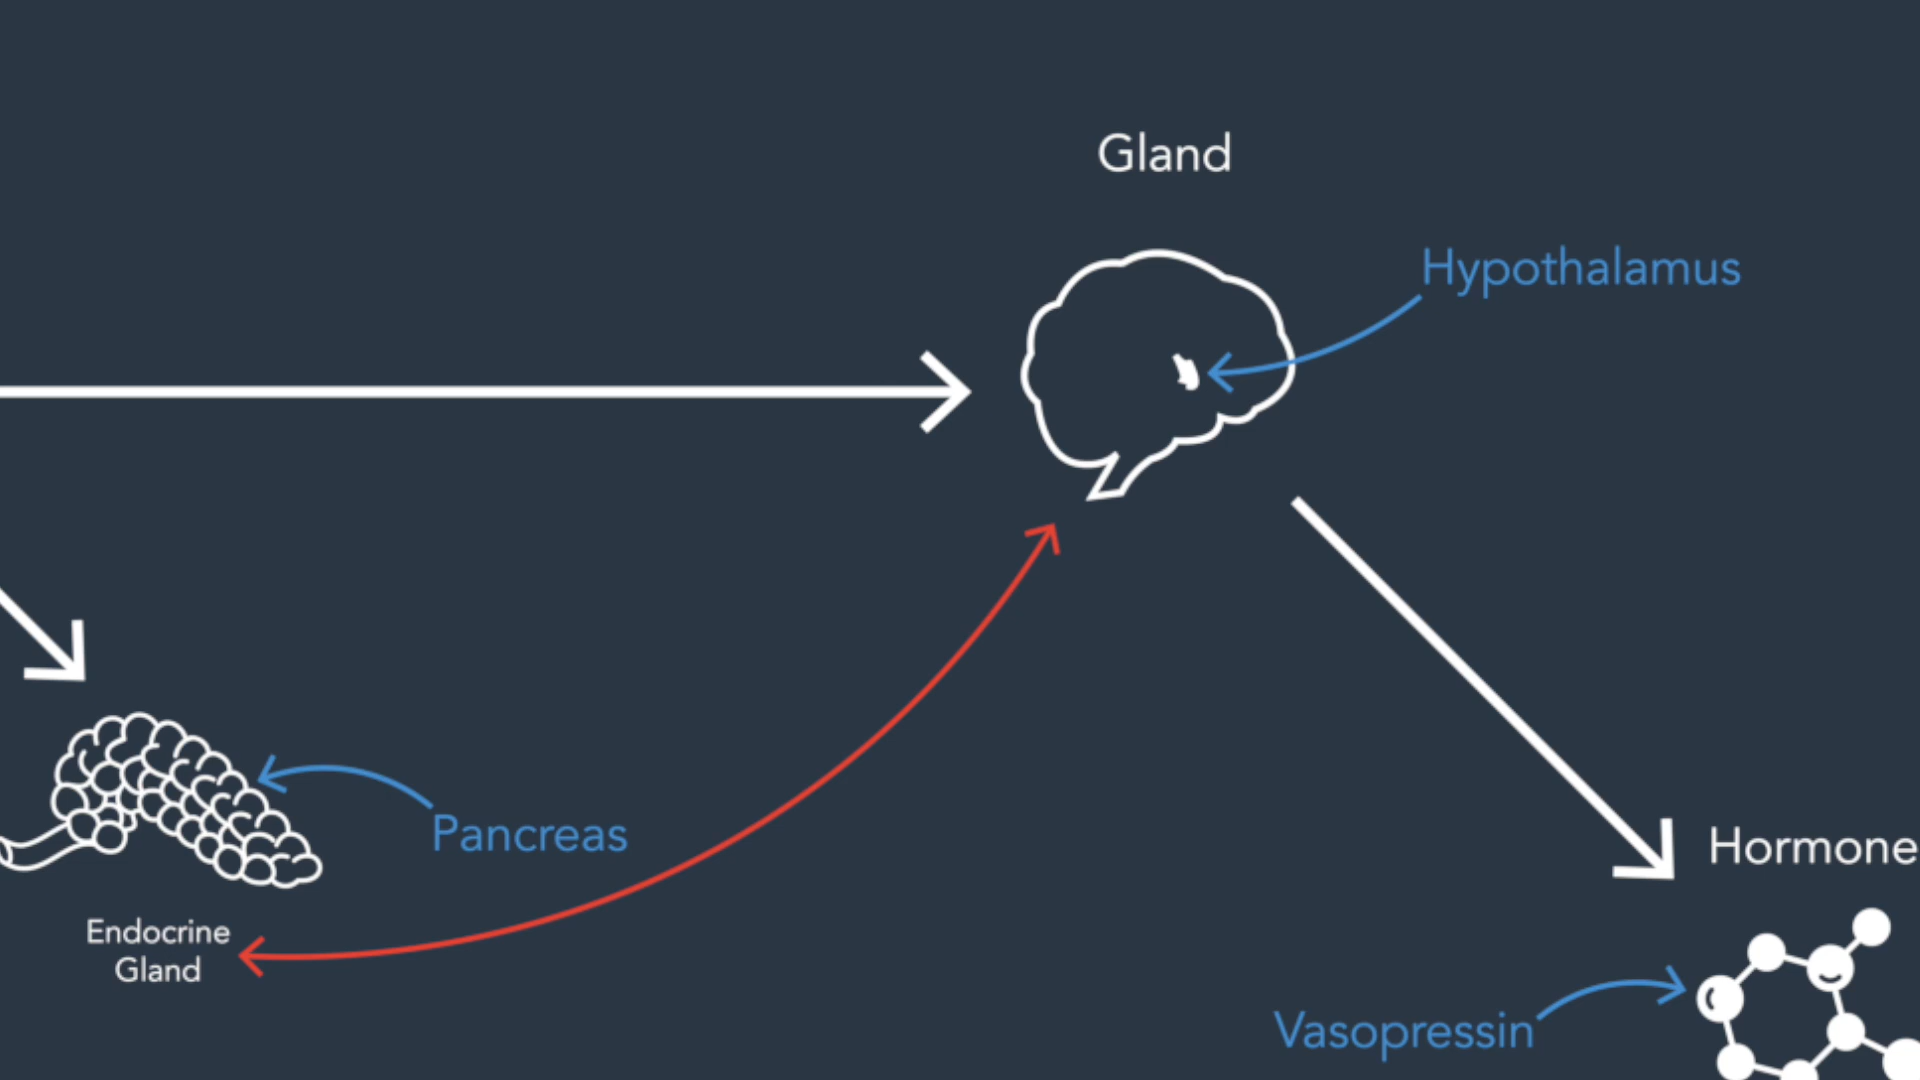 Gland
Hypothalamus
Pancreas
Hormone
Endocrine
Gland
Vasopressin